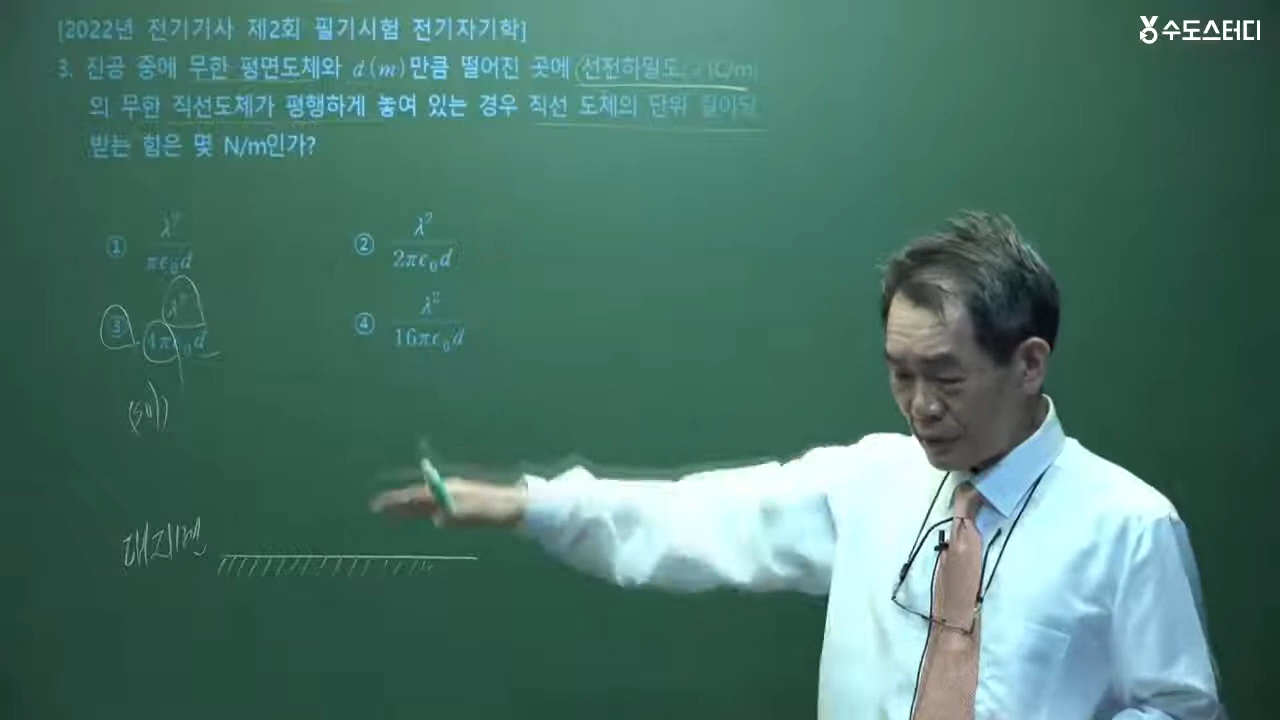 [2022년 전기기사 제2회 필기시험 전기자기학]
수도스터디
3. 진공 중에 무한 평면도체와 d(m)만큼 떨어진 곳에 선전하밀도 λ(C/m)
의 무한 직선도체가 평행하게 놓여 있는 경우 직선 도체의 단위 길이당
받는 힘은 몇 N/m인가?
① λ²/πε₀d ② λ²/2πε₀d
③ λ²/4πε₀d ④ λ²/16πε₀d
(풀이)
대지면